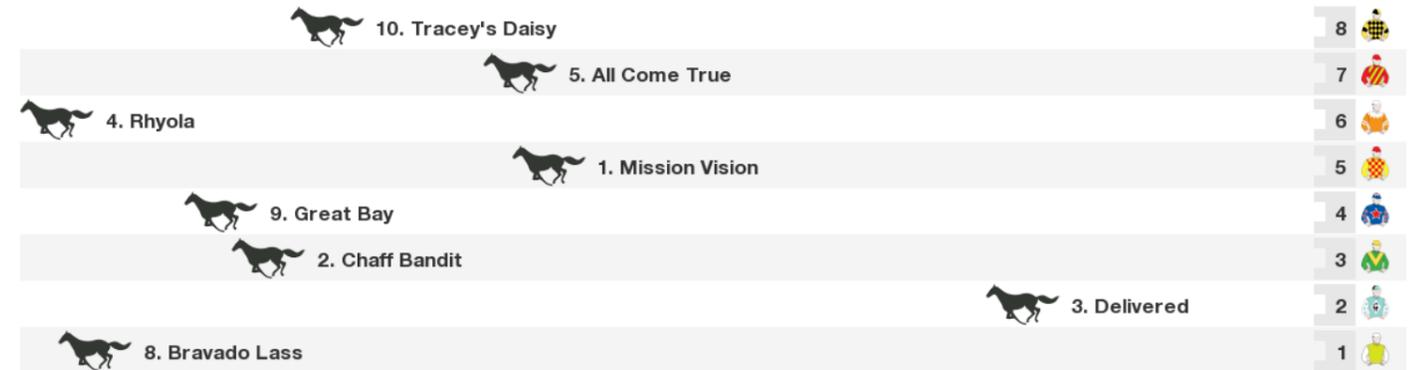 10. Tracey's Daisy 8
5. All Come True 7
4. Rhyola 6
1. Mission Vision 5
9. Great Bay 4
2. Chaff Bandit 3
3. Delivered 2
8. Bravado Lass 1